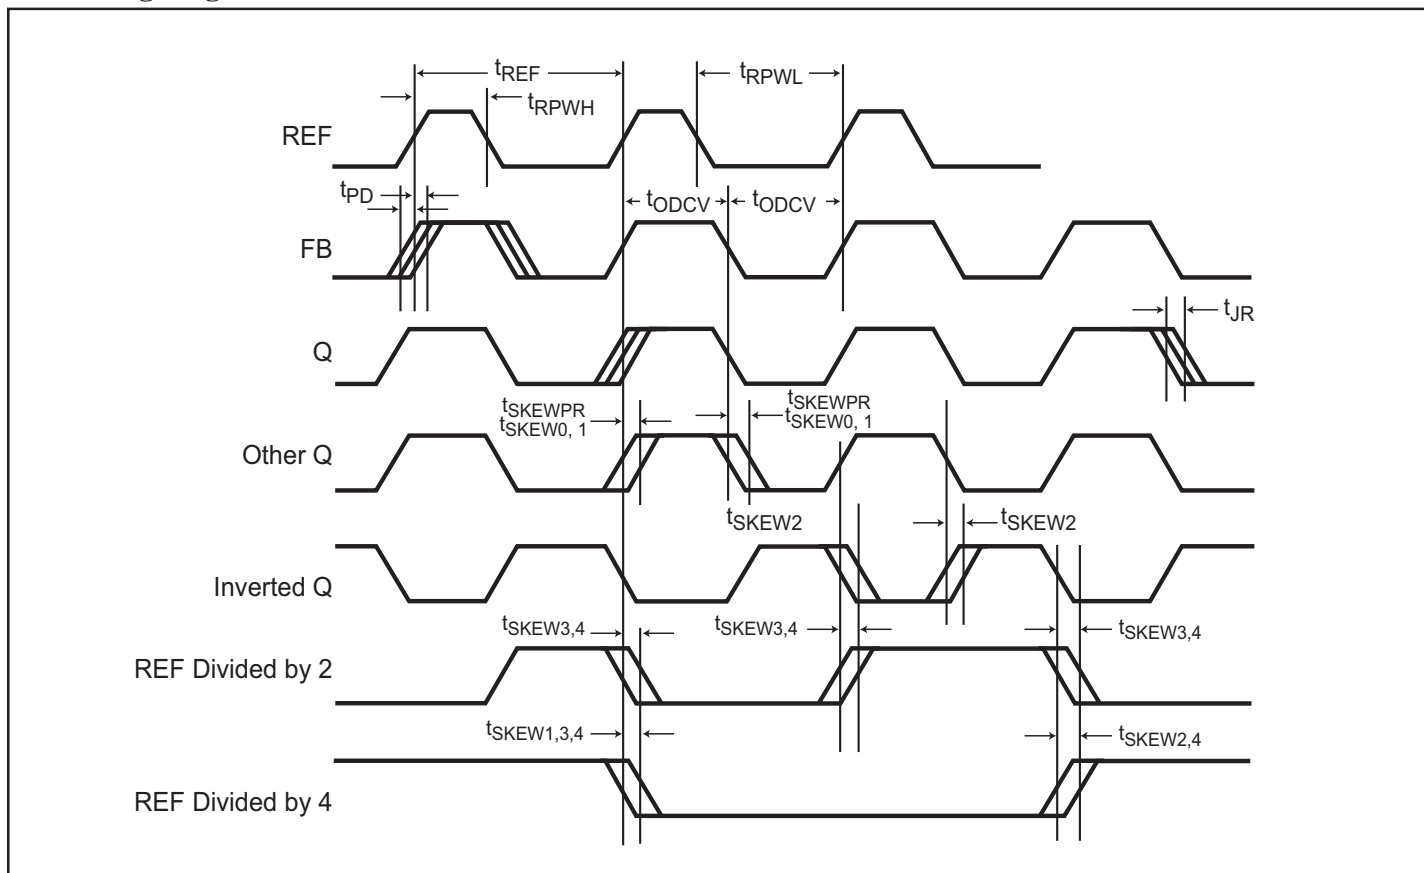 tREF
tRPWL
tRPWH
REF
tPD
tODCV
tODCV
FB
tJR
Q
tSKEWPR
tSKEW0, 1
tSKEWPR
tSKEW0, 1
Other Q
tSKEW2
tSKEW2
Inverted Q
tSKEW3,4
tSKEW3,4
tSKEW3,4
REF Divided by 2
tSKEW1,3,4
tSKEW2,4
REF Divided by 4